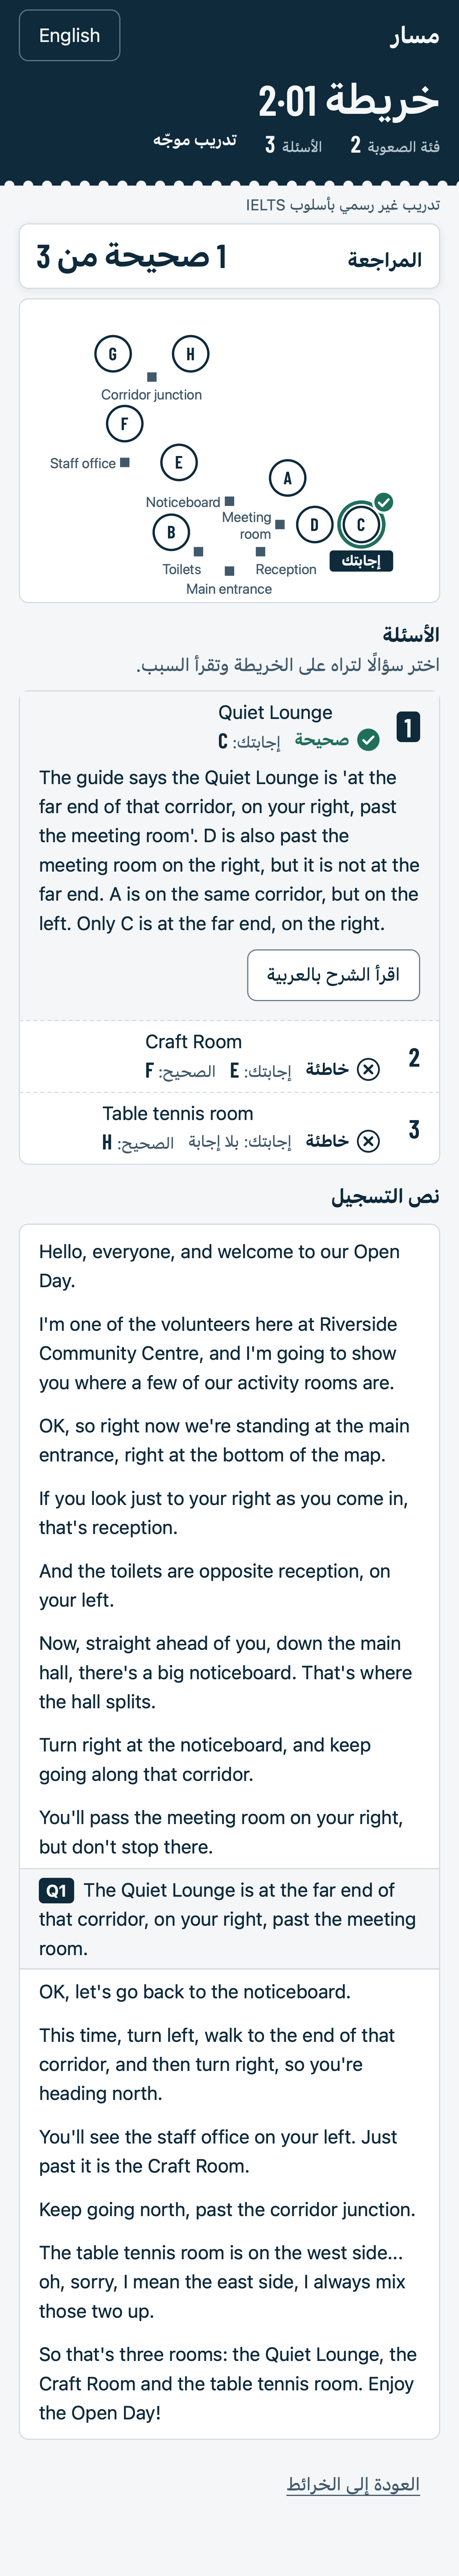 مسار
English
خريطة 2·01
فئة الصعوبة 2 الأسئلة 3 تدريب موجّه
تدريب غير رسمي بأسلوب IELTS
المراجعة
1 صحيحة من 3
G
H
Corridor junction
F
Staff office
E
A
Noticeboard
Meeting
room
B
D
C
إجابتك
Toilets
Reception
Main entrance
الأسئلة
اختر سؤالًا لتراه على الخريطة وتقرأ السبب.
1
Quiet Lounge
صحيحة إجابتك: C
The guide says the Quiet Lounge is 'at the
far end of that corridor, on your right, past
the meeting room'. D is also past the
meeting room on the right, but it is not at the
far end. A is on the same corridor, but on the
left. Only C is at the far end, on the right.
اقرأ الشرح بالعربية
2
Craft Room
خاطئة إجابتك: E الصحيح: F
3
Table tennis room
خاطئة إجابتك: بلا إجابة الصحيح: H
نص التسجيل
Hello, everyone, and welcome to our Open
Day.
I'm one of the volunteers here at Riverside
Community Centre, and I'm going to show
you where a few of our activity rooms are.
OK, so right now we're standing at the main
entrance, right at the bottom of the map.
If you look just to your right as you come in,
that's reception.
And the toilets are opposite reception, on
your left.
Now, straight ahead of you, down the main
hall, there's a big noticeboard. That's where
the hall splits.
Turn right at the noticeboard, and keep
going along that corridor.
You'll pass the meeting room on your right,
but don't stop there.
Q1 The Quiet Lounge is at the far end of
that corridor, on your right, past the meeting
room.
OK, let's go back to the noticeboard.
This time, turn left, walk to the end of that
corridor, and then turn right, so you're
heading north.
You'll see the staff office on your left. Just
past it is the Craft Room.
Keep going north, past the corridor junction.
The table tennis room is on the west side...
oh, sorry, I mean the east side, I always mix
those two up.
So that's three rooms: the Quiet Lounge, the
Craft Room and the table tennis room. Enjoy
the Open Day!
العودة إلى الخرائط